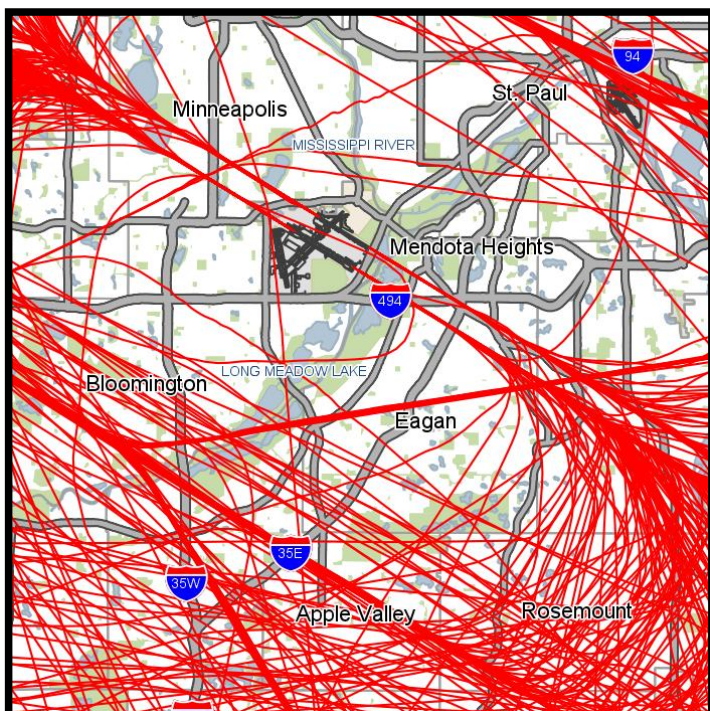 94
St. Paul
Minneapolis
MISSISSIPPI RIVER
Mendota Heights
494
LONG MEADOW LAKE
Bloomington
Eagan
35E
35W
Apple Valley
Rosemount